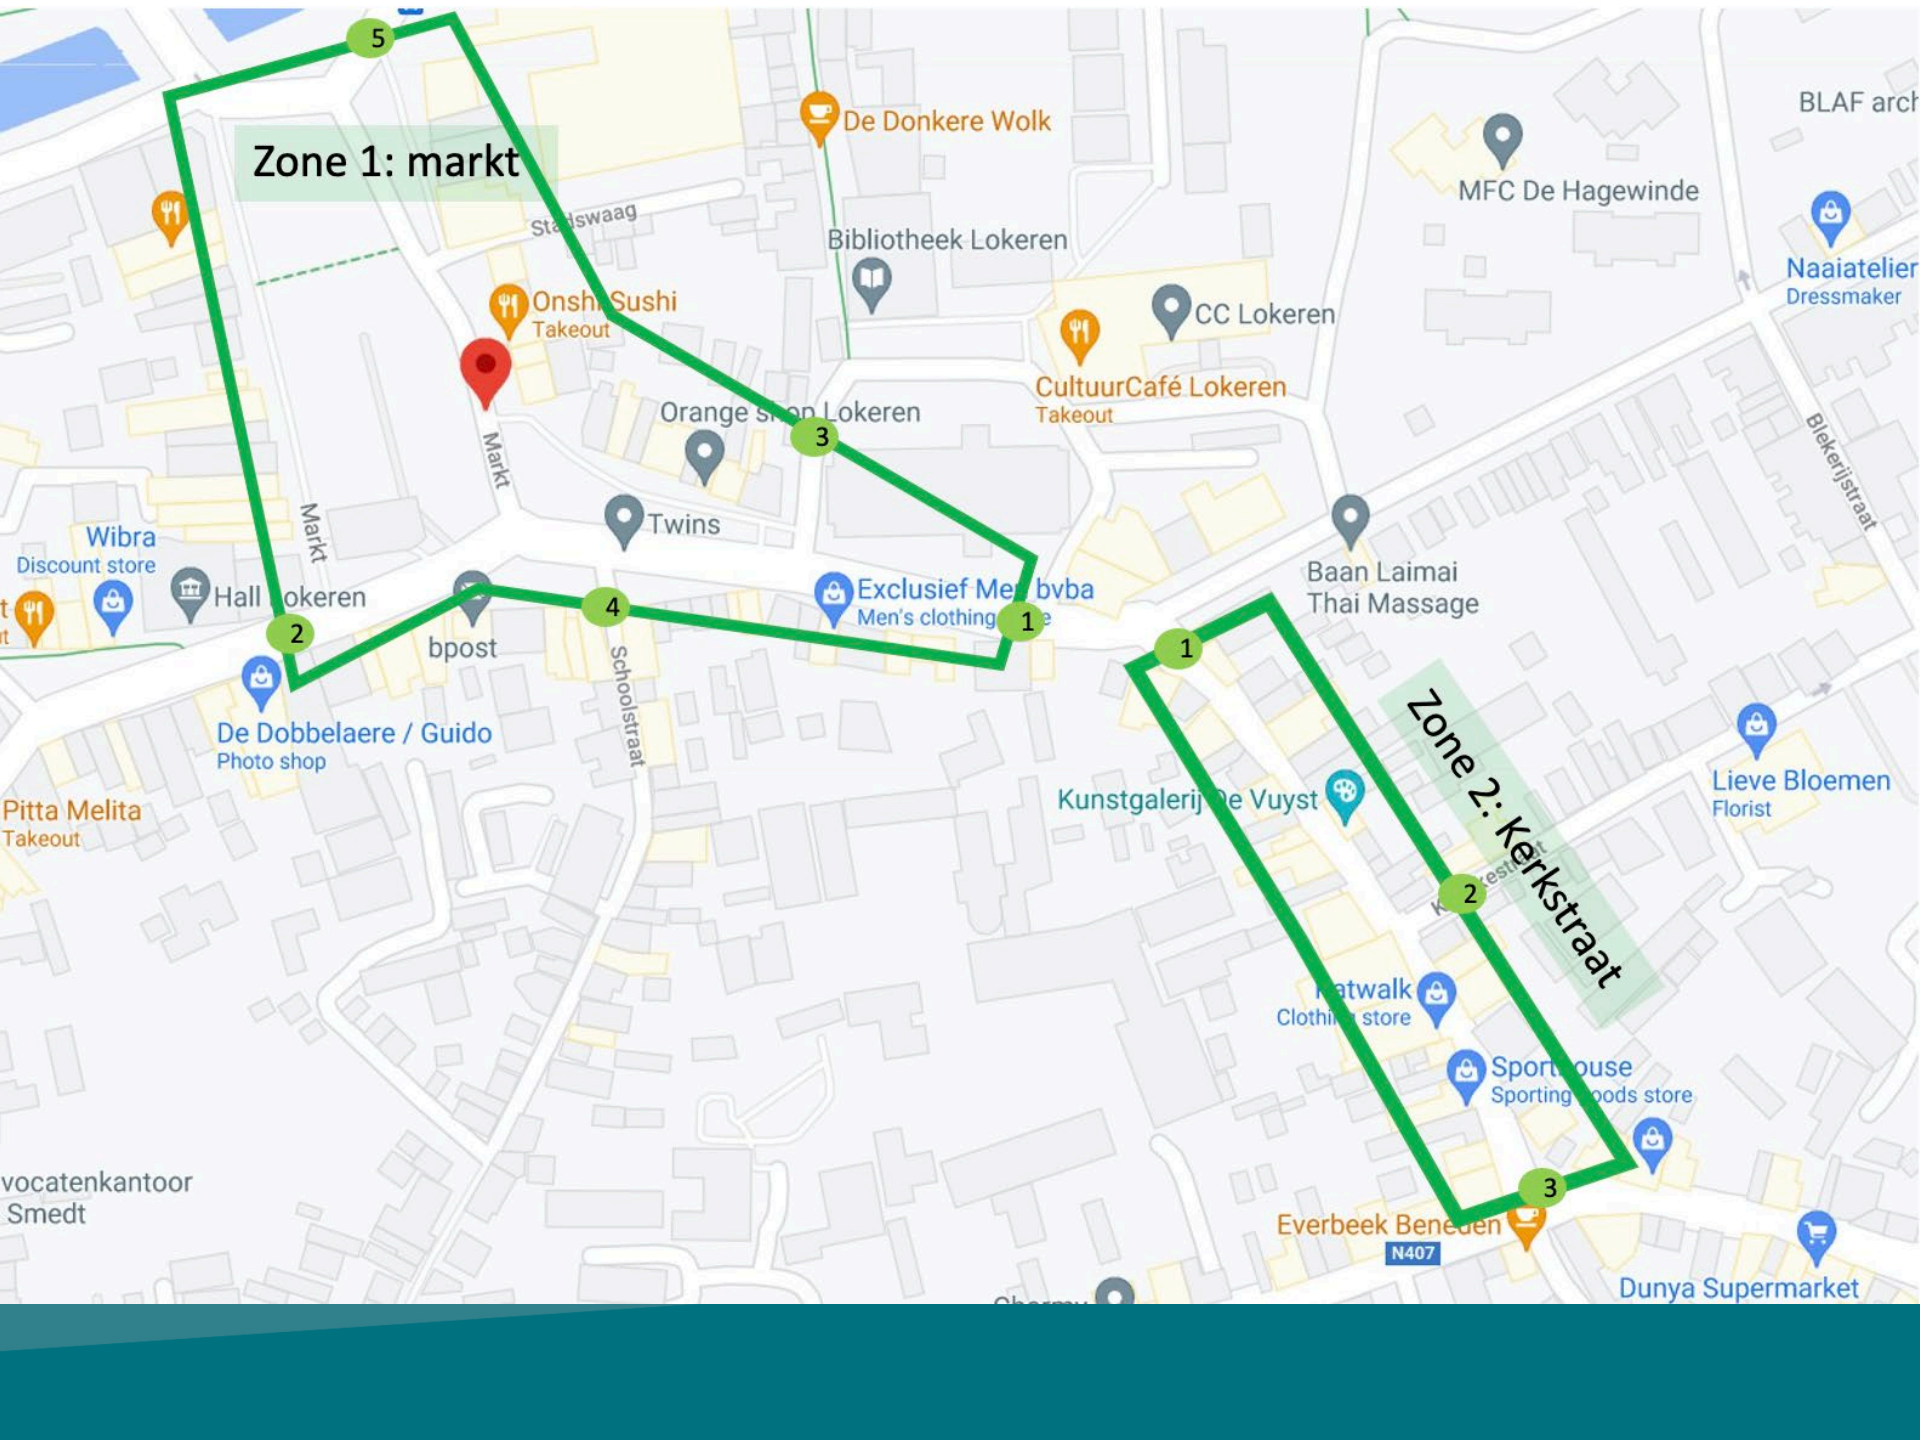 5
BLAF arch
De Donkere Wolk
Zone 1: markt
MFC De Hagewinde
Stadswaag
Bibliotheek Lokeren
Naaiatelier
Dressmaker
Onshi Sushi
Takeout
CC Lokeren
CultuurCafé Lokeren
Takeout
Orange shop Lokeren
3
Markt
Blekerijstraat
Markt
Twins
Wibra
Discount store
Hall Lokeren
Baan Laimai
Thai Massage
Exclusief Men bvba
Men's clothing
4
1
2
bpost
1
Schoolstraat
De Dobbelaere / Guido
Photo shop
Zone 2: Kerkstraat
Lieve Bloemen
Florist
Kunstgalerij De Vuyst
Pitta Melita
Takeout
2
Katwalk
Clothing store
Sporthouse
Sporting goods store
vocatenkantoor
Smedt
3
Everbeek Beneden
N407
Dunya Supermarket